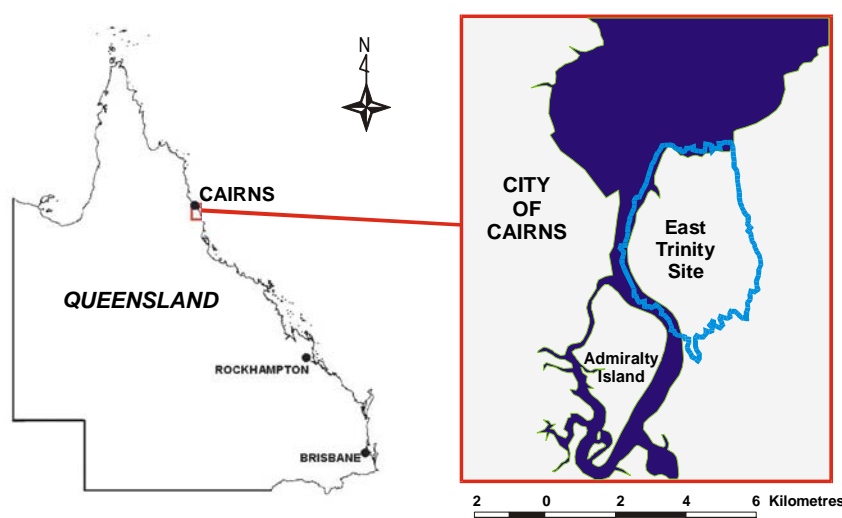 N
CAIRNS
QUEENSLAND
ROCKHAMPTON
BRISBANE
CITY
OF
CAIRNS
East
Trinity
Site
Admiralty
Island
2 0 2 4 6 Kilometres